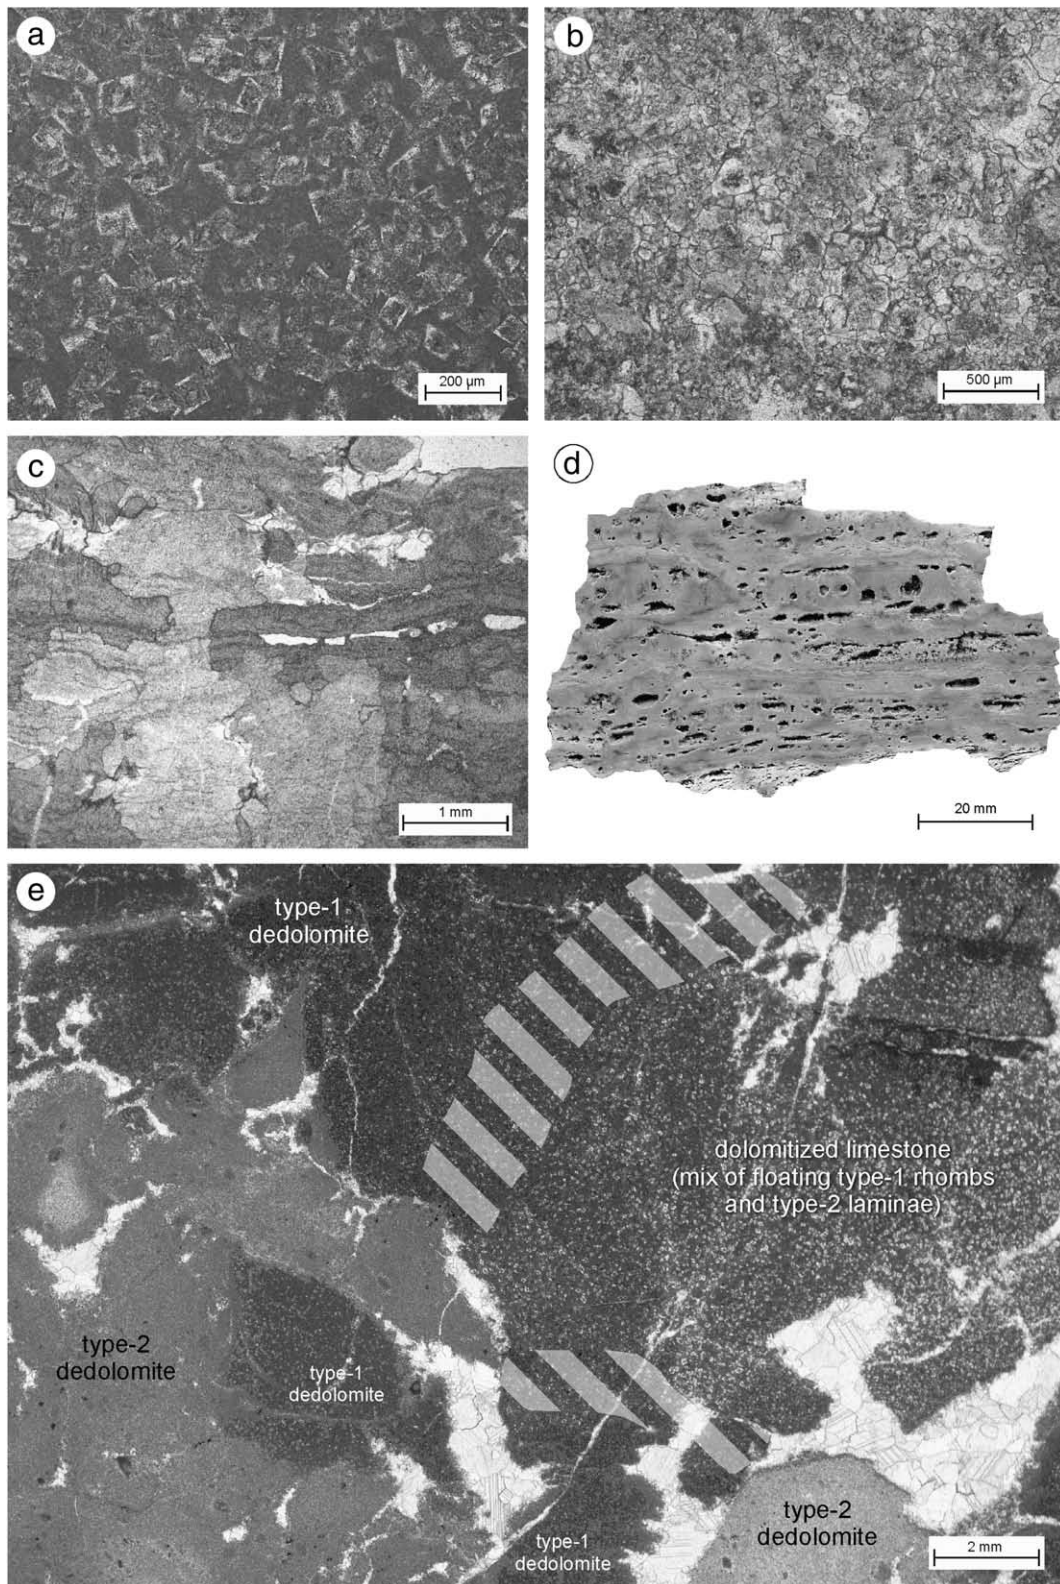 a
200 µm
b
500 µm
c
1 mm
d
20 mm
e
type-1
dedolomite
dolomitized limestone
(mix of floating type-1 rhombs
and type-2 laminae)
type-2
dedolomite
type-1
dedolomite
type-1
dedolomite
type-2
dedolomite
2 mm